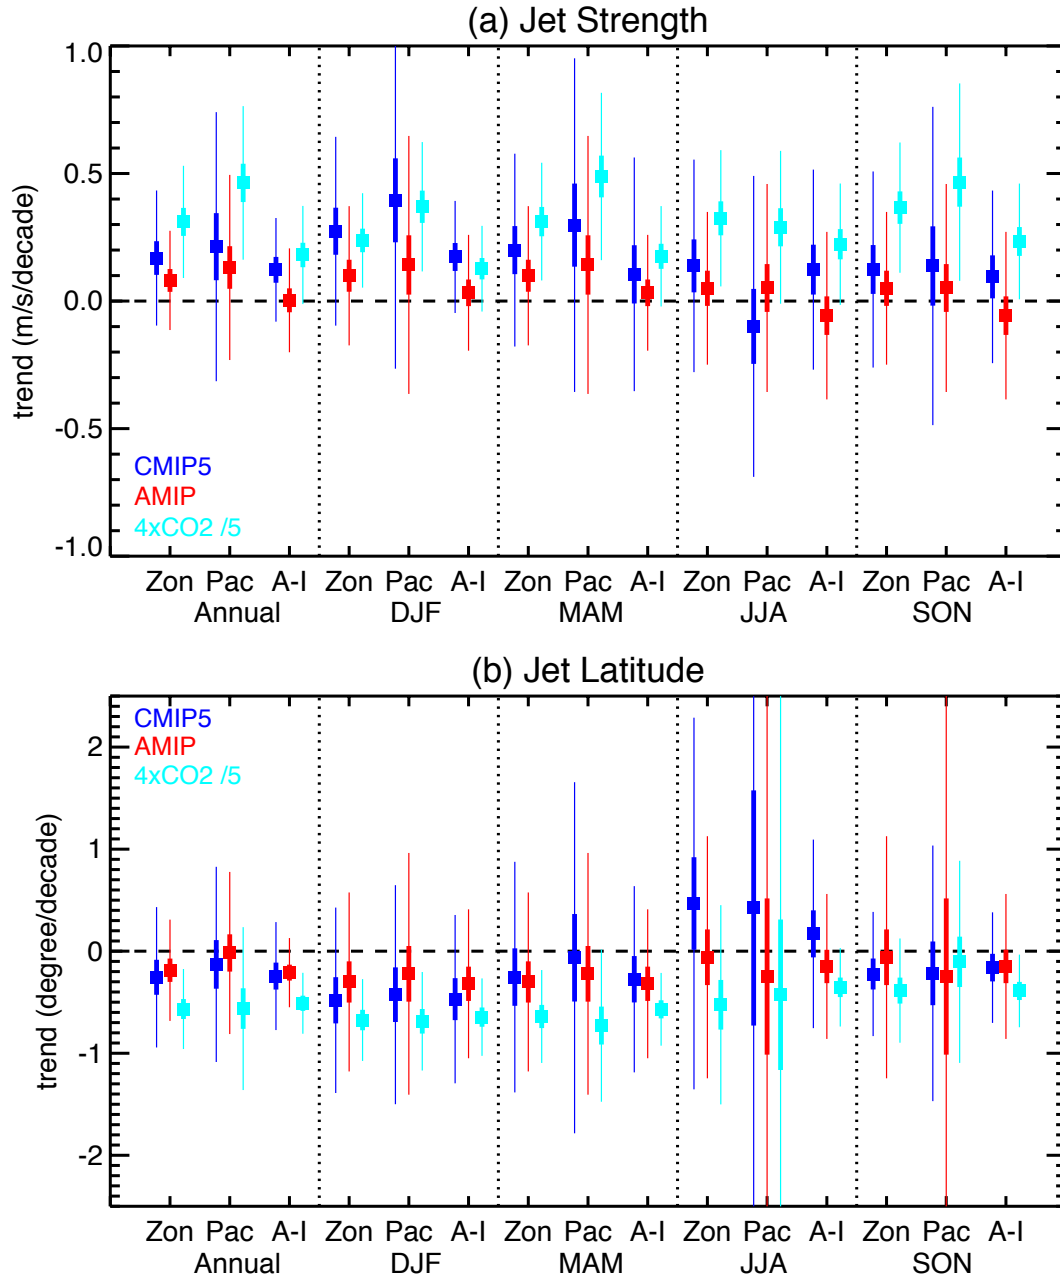 (a) Jet Strength
1.0
0.5
0.0
-0.5
-1.0
trend (m/s/decade)
CMIP5
AMIP
4xCO2 /5
Zon Pac A-I Zon Pac A-I Zon Pac A-I Zon Pac A-I Zon Pac A-I
Annual DJF MAM JJA SON
(b) Jet Latitude
2
1
0
-1
-2
trend (degree/decade)
CMIP5
AMIP
4xCO2 /5
Zon Pac A-I Zon Pac A-I Zon Pac A-I Zon Pac A-I Zon Pac A-I
Annual DJF MAM JJA SON